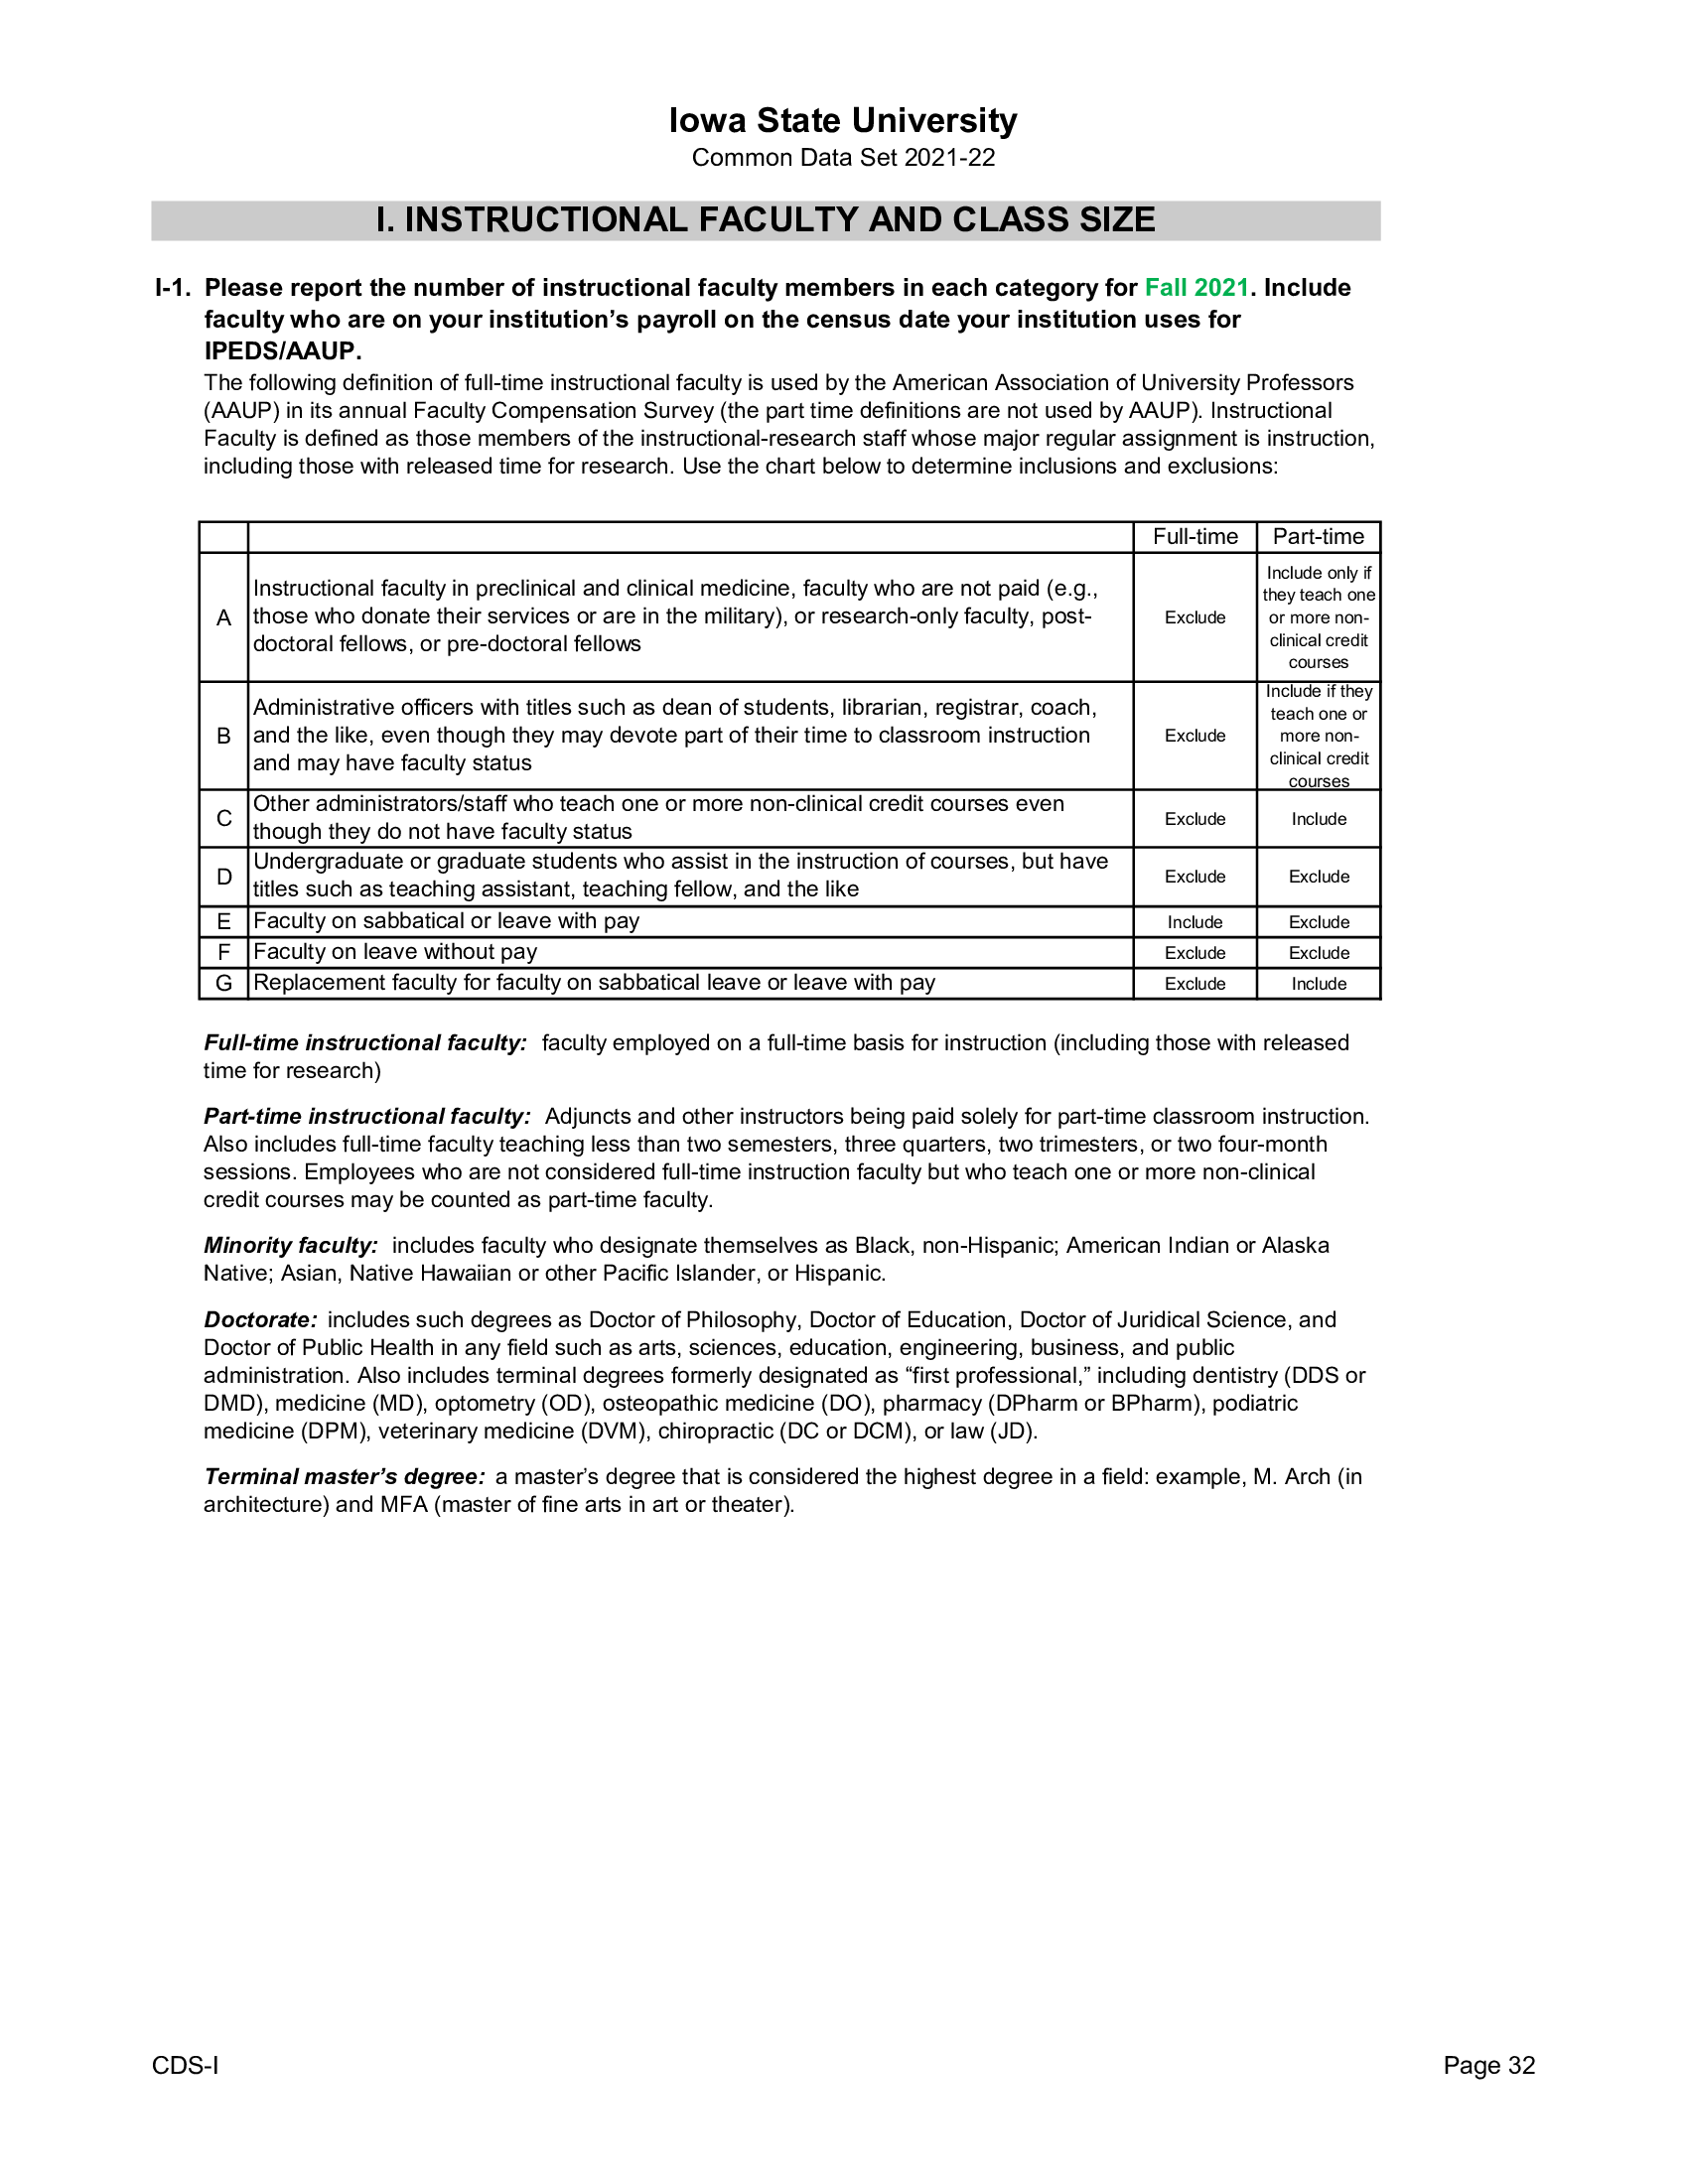 Iowa State University
Common Data Set 2021-22
I. INSTRUCTIONAL FACULTY AND CLASS SIZE
I-1. Please report the number of instructional faculty members in each category for Fall 2021. Include
faculty who are on your institution’s payroll on the census date your institution uses for
IPEDS/AAUP.
The following definition of full-time instructional faculty is used by the American Association of University Professors
(AAUP) in its annual Faculty Compensation Survey (the part time definitions are not used by AAUP). Instructional
Faculty is defined as those members of the instructional-research staff whose major regular assignment is instruction,
including those with released time for research. Use the chart below to determine inclusions and exclusions:
Full-time Part-time
A
Instructional faculty in preclinical and clinical medicine, faculty who are not paid (e.g.,
those who donate their services or are in the military), or research-only faculty, post-
doctoral fellows, or pre-doctoral fellows
Exclude
Include only if
they teach one
or more non-
clinical credit
courses
B
Administrative officers with titles such as dean of students, librarian, registrar, coach,
and the like, even though they may devote part of their time to classroom instruction
and may have faculty status
Exclude
Include if they
teach one or
more non-
clinical credit
courses
C
Other administrators/staff who teach one or more non-clinical credit courses even
though they do not have faculty status
Exclude
Include
D
Undergraduate or graduate students who assist in the instruction of courses, but have
titles such as teaching assistant, teaching fellow, and the like
Exclude
Exclude
E Faculty on sabbatical or leave with pay Include Exclude
F Faculty on leave without pay Exclude Exclude
G Replacement faculty for faculty on sabbatical leave or leave with pay Exclude Include
Full-time instructional faculty: faculty employed on a full-time basis for instruction (including those with released
time for research)
Part-time instructional faculty: Adjuncts and other instructors being paid solely for part-time classroom instruction.
Also includes full-time faculty teaching less than two semesters, three quarters, two trimesters, or two four-month
sessions. Employees who are not considered full-time instruction faculty but who teach one or more non-clinical
credit courses may be counted as part-time faculty.
Minority faculty: includes faculty who designate themselves as Black, non-Hispanic; American Indian or Alaska
Native; Asian, Native Hawaiian or other Pacific Islander, or Hispanic.
Doctorate: includes such degrees as Doctor of Philosophy, Doctor of Education, Doctor of Juridical Science, and
Doctor of Public Health in any field such as arts, sciences, education, engineering, business, and public
administration. Also includes terminal degrees formerly designated as “first professional,” including dentistry (DDS or
DMD), medicine (MD), optometry (OD), osteopathic medicine (DO), pharmacy (DPharm or BPharm), podiatric
medicine (DPM), veterinary medicine (DVM), chiropractic (DC or DCM), or law (JD).
Terminal master’s degree: a master’s degree that is considered the highest degree in a field: example, M. Arch (in
architecture) and MFA (master of fine arts in art or theater).
CDS-I Page 32